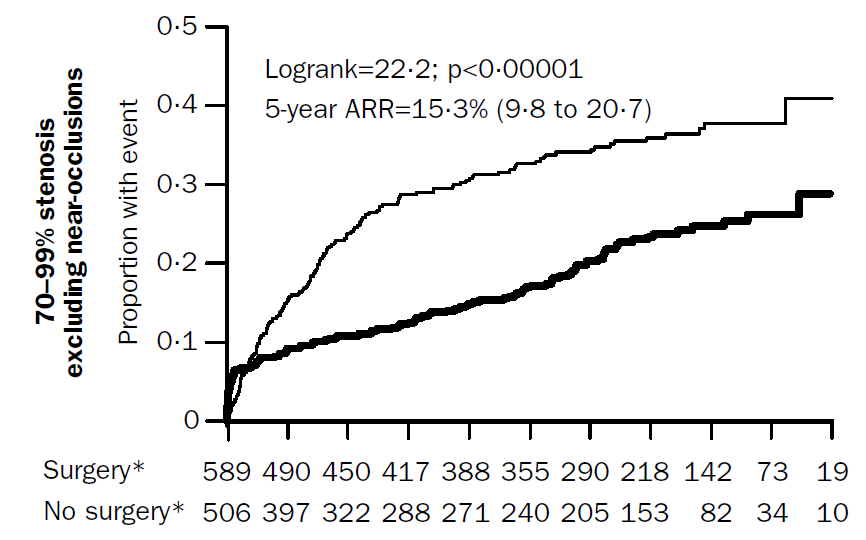 70–99% stenosis
excluding near-occlusions
Proportion with event
0·5
0·4
0·3
0·2
0·1
0
Logrank=22·2; p<0·00001
5-year ARR=15·3% (9·8 to 20·7)
Surgery* 589 490 450 417 388 355 290 218 142 73 19
No surgery* 506 397 322 288 271 240 205 153 82 34 10